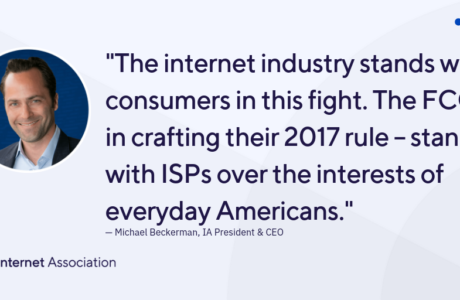 "The internet industry stands w
consumers in this fight. The FC
in crafting their 2017 rule – stan
with ISPs over the interests of
everyday Americans."
— Michael Beckerman, IA President & CEO
nternet Association